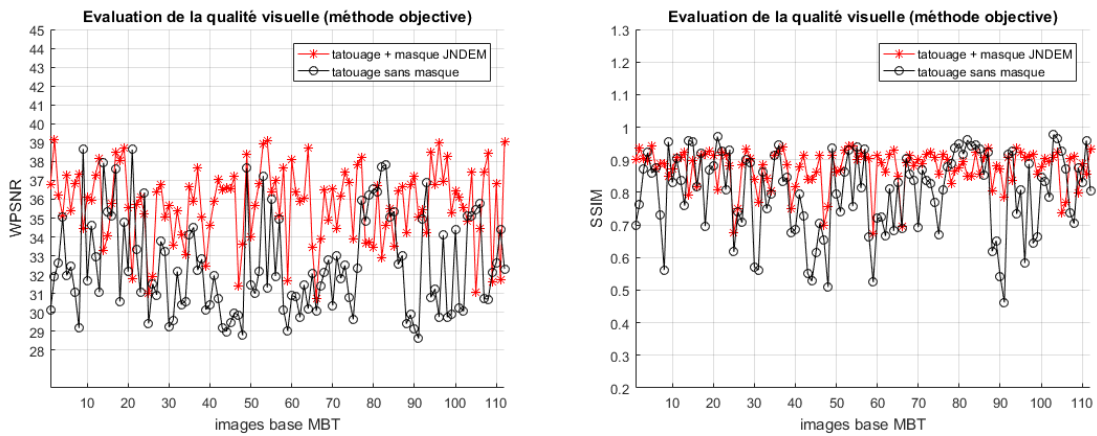 Evaluation de la qualité visuelle (méthode objective)
45
44
43
42
41
40
39
38
37
36
35
34
33
32
31
30
29
28
WPSNR
tatouage + masque JNDEM
tatouage sans masque
10 20 30 40 50 60 70 80 90 100 110
images base MBT
Evaluation de la qualité visuelle (méthode objective)
1.3
1.2
1.1
1
0.9
0.8
0.7
0.6
0.5
0.4
0.3
0.2
SSIM
tatouage + masque JNDEM
tatouage sans masque
10 20 30 40 50 60 70 80 90 100 110
images base MBT